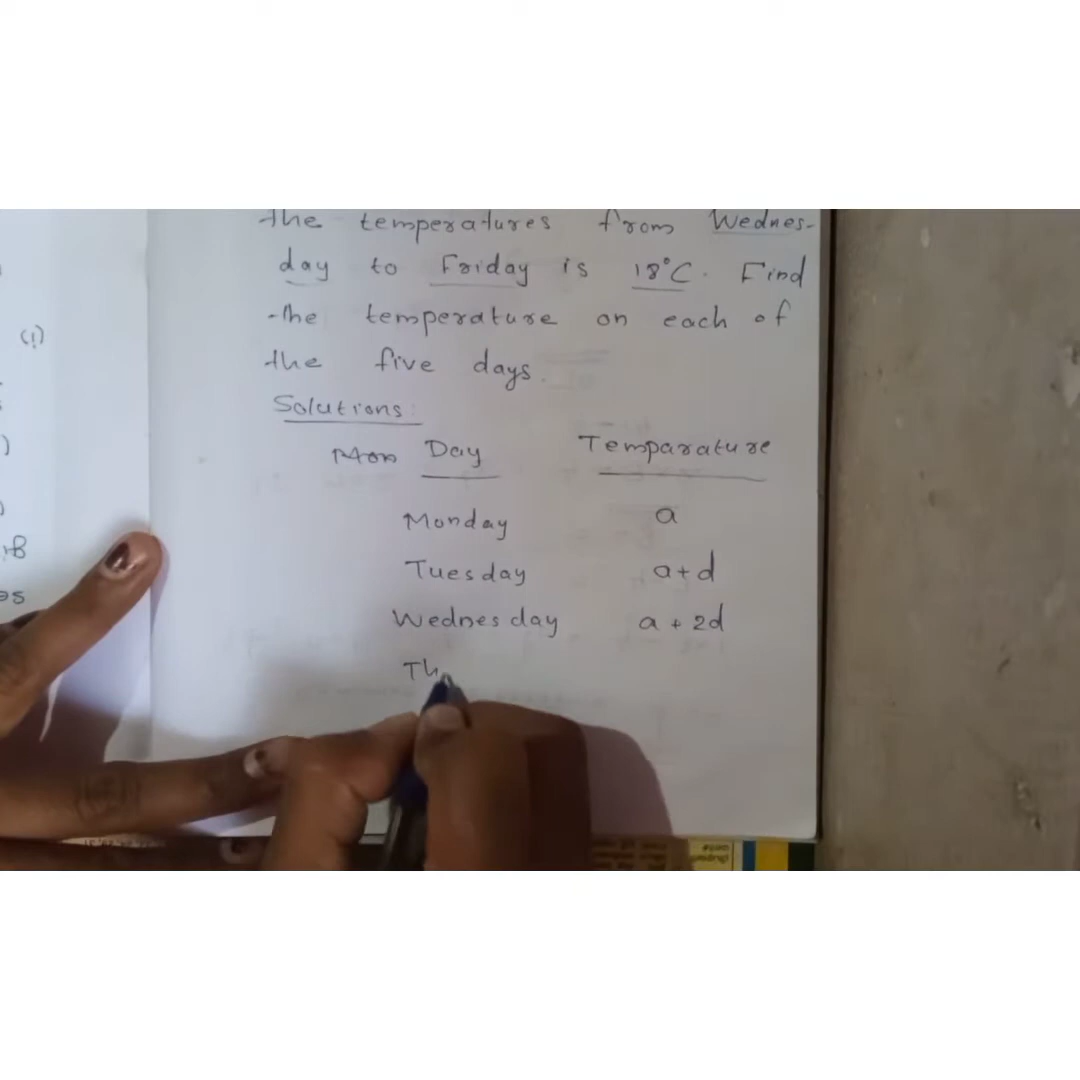 the temperatures from Wednes-
day to Friday is 18°C. Find
the temperature on each of
the five days.
Solutions:
Mon Day Temparature
Monday a
Tuesday a+d
Wednesday a + 2d
Th
(i)